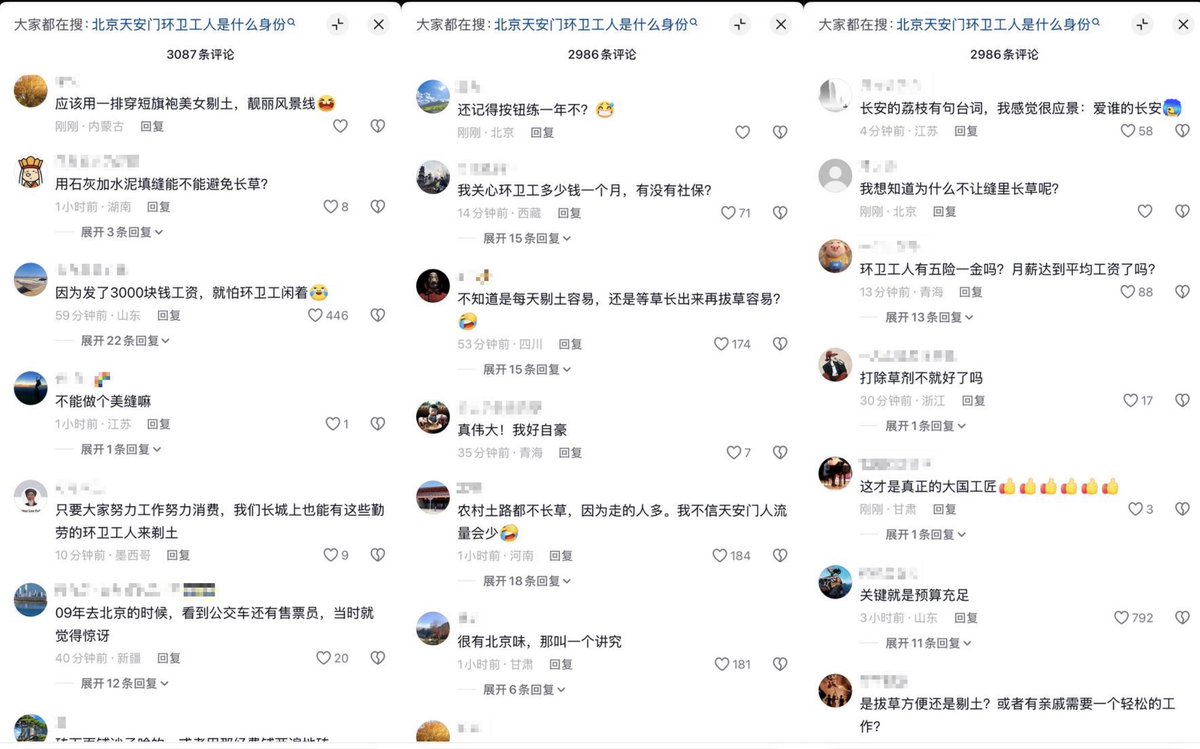 大家都在搜：北京天安门环卫工人是什么身份
3087条评论
应该用一排穿短旗袍美女剔土，靓丽风景线
刚刚·内蒙古 回复
用石灰加水泥填缝能不能避免长草？
1小时前·湖南 回复 8
展开3条回复
因为发了3000块钱工资，就怕环卫工闲着
59分钟前·山东 回复 446
展开22条回复
不能做个美缝嘛
1小时前·江苏 回复 1
展开1条回复
只要大家努力工作努力消费，我们长城上也能有这些勤
劳的环卫工人来剃土
10分钟前·墨西哥 回复 9
09年去北京的时候，看到公交车还有售票员，当时就
觉得惊讶
40分钟前·新疆 回复 20
展开12条回复
大家都在搜：北京天安门环卫工人是什么身份
2986条评论
还记得按钮练一年不？
刚刚·北京 回复
我关心环卫工多少钱一个月，有没有社保？
14分钟前·西藏 回复 71
展开15条回复
不知道是每天剔土容易，还是等草长出来再拔草容易？
53分钟前·四川 回复 174
展开15条回复
真伟大！我好自豪
35分钟前·青海 回复 7
农村土路都不长草，因为走的人多。我不信天安门人流
量会少
1小时前·河南 回复 184
展开18条回复
很有北京味，那叫一个讲究
1小时前·甘肃 回复 181
展开6条回复
大家都在搜：北京天安门环卫工人是什么身份
2986条评论
长安的荔枝有句台词，我感觉很应景：爱谁的长安
4分钟前·江苏 回复 58
我想知道为什么不让缝里长草呢？
刚刚·北京 回复
环卫工人有五险一金吗？月薪达到平均工资了吗？
13分钟前·青海 回复 88
展开13条回复
打除草剂不就好了吗
30分钟前·浙江 回复 17
展开1条回复
这才是真正的大国工匠
刚刚·甘肃 回复 3
展开1条回复
关键就是预算充足
3小时前·山东 回复 792
展开11条回复
是拔草方便还是剔土？或者有亲戚需要一个轻松的工
作？